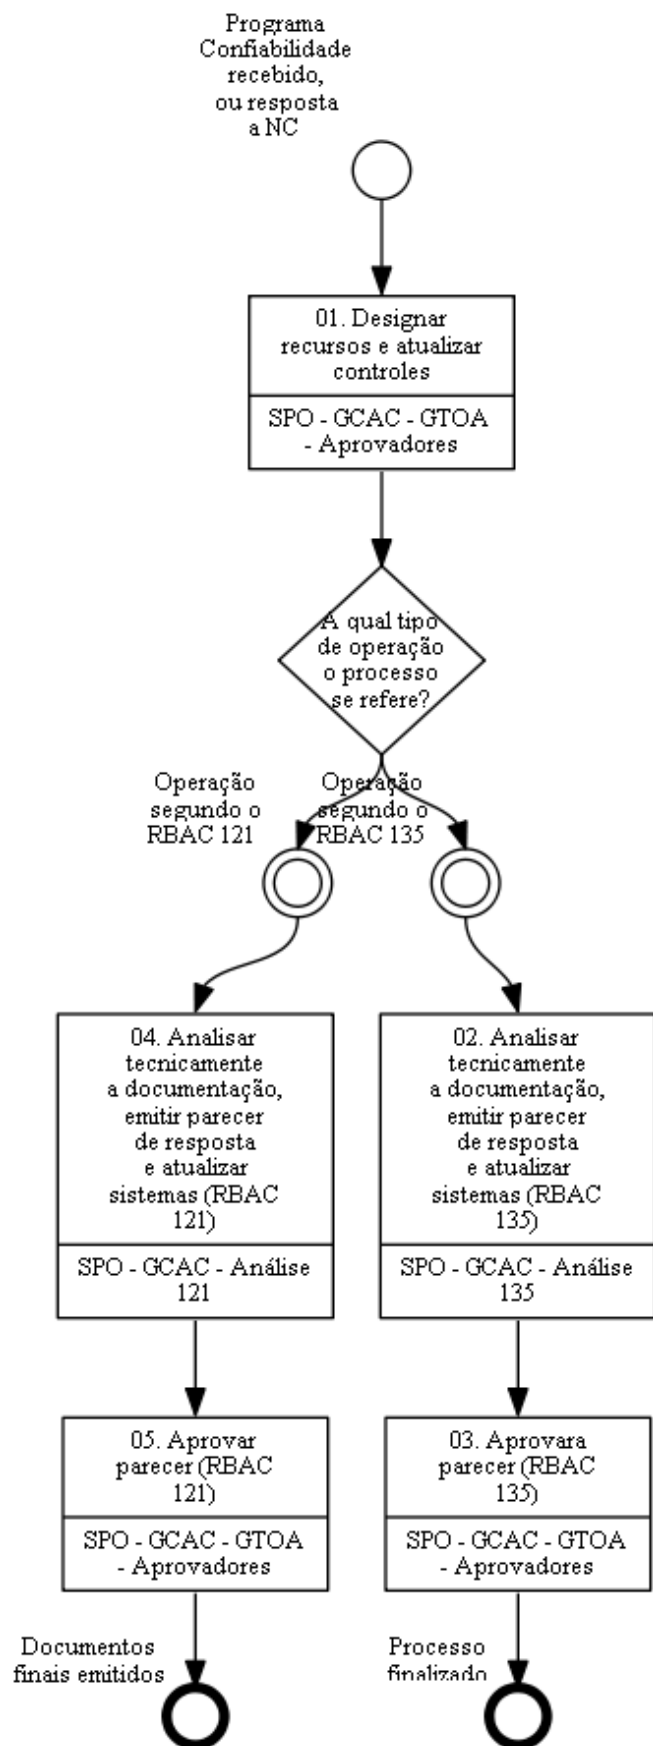 Programa
Confiabilidade
recebido,
ou resposta
a NC
01. Designar
recursos e atualizar
controles
SPO - GCAC - GTOA
- Aprovadores
A qual tipo
de operação
o processo
se refere?
Operação
segundo o
RBAC 121
Operação
segundo o
RBAC 135
04. Analisar
tecnicamente
a documentação,
emitir parecer
de resposta
e atualizar
sistemas (RBAC
121)
SPO - GCAC - Análise
121
02. Analisar
tecnicamente
a documentação,
emitir parecer
de resposta
e atualizar
sistemas (RBAC
135)
SPO - GCAC - Análise
135
05. Aprovar
parecer (RBAC
121)
SPO - GCAC - GTOA
- Aprovadores
03. Aprovara
parecer (RBAC
135)
SPO - GCAC - GTOA
- Aprovadores
Documentos
finais emitidos
Processo
finalizado